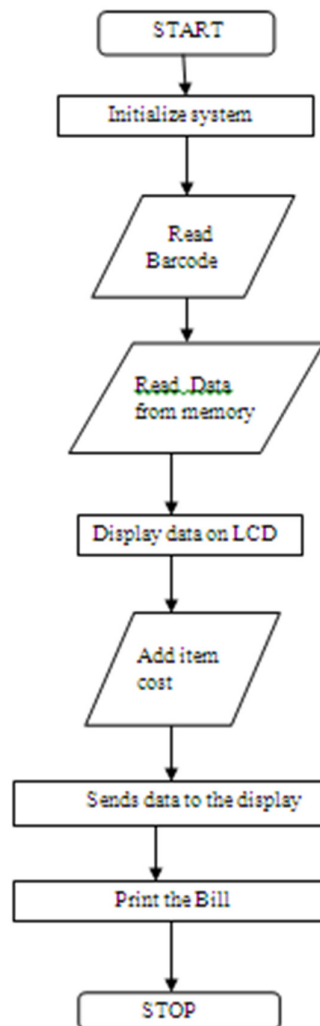 START
Initialize system
Read
Barcode
Read Data
from memory
Display data on LCD
Add item
cost
Sends data to the display
Print the Bill
STOP